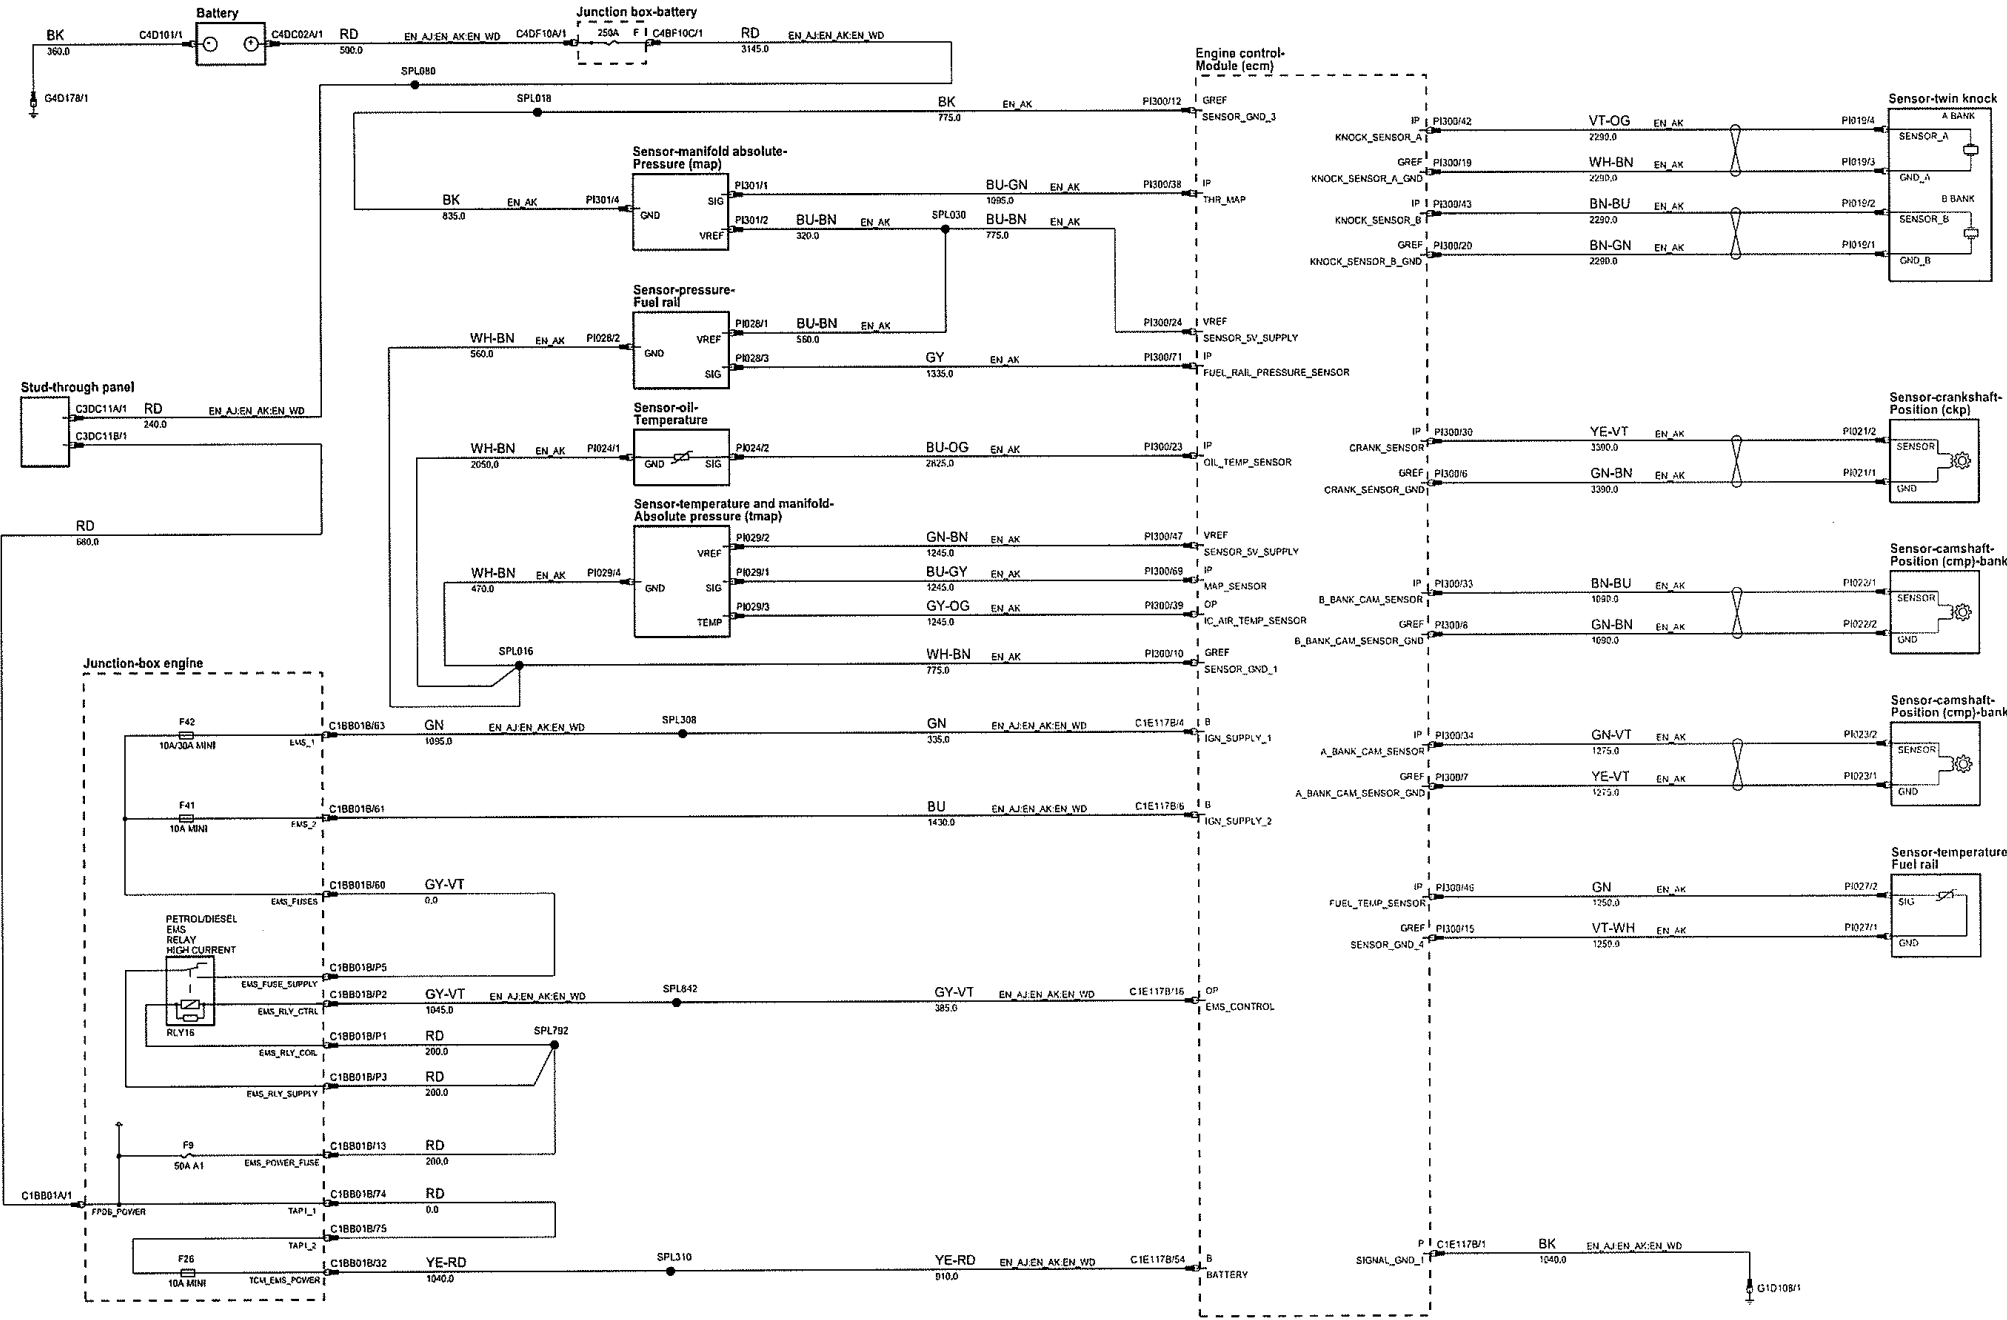 Battery
BK
360.0
C4D101/1
C4DC02A/1
RD
500.0
EN_AJ:EN_AK:EN_WD
C4DF10A/1
Junction box-battery
250A
F
C4BF10C/1
RD
3145.0
EN_AJ:EN_AK:EN_WD
G4D178/1
SPL080
SPL018
BK
775.0
EN_AK
PI300/12
Engine control-
Module (ecm)
GREF
SENSOR_GND_3
Sensor-manifold absolute-
Pressure (map)
BK
835.0
EN_AK
PI301/4
GND
SIG
VREF
PI301/1
BU-GN
1095.0
EN_AK
PI300/38
IP
THR_MAP
PI301/2
BU-BN
320.0
EN_AK
SPL030
BU-BN
775.0
EN_AK
Sensor-pressure-
Fuel rail
WH-BN
560.0
EN_AK
PI028/2
GND
VREF
SIG
PI028/1
BU-BN
560.0
EN_AK
PI300/24
VREF
SENSOR_5V_SUPPLY
PI028/3
GY
1335.0
EN_AK
PI300/71
IP
FUEL_RAIL_PRESSURE_SENSOR
Stud-through panel
C3DC11A/1
RD
240.0
EN_AJ:EN_AK:EN_WD
C3DC11B/1
RD
680.0
Sensor-oil-
Temperature
WH-BN
2050.0
EN_AK
PI024/1
GND
SIG
PI024/2
BU-OG
2825.0
EN_AK
PI300/23
IP
OIL_TEMP_SENSOR
Sensor-temperature and manifold-
Absolute pressure (tmap)
WH-BN
470.0
EN_AK
PI029/4
GND
VREF
SIG
TEMP
PI029/2
GN-BN
1245.0
EN_AK
PI300/47
VREF
SENSOR_5V_SUPPLY
PI029/1
BU-GY
1245.0
EN_AK
PI300/69
IP
MAP_SENSOR
PI029/3
GY-OG
1245.0
EN_AK
PI300/39
OP
IC_AIR_TEMP_SENSOR
SPL016
WH-BN
775.0
EN_AK
PI300/10
GREF
SENSOR_GND_1
Junction-box engine
F42
10A/30A MINI
EMS_1
C1BB01B/63
GN
1095.0
EN_AJ:EN_AK:EN_WD
SPL308
GN
335.0
EN_AJ:EN_AK:EN_WD
C1E117B/4
B
IGN_SUPPLY_1
F41
10A MINI
EMS_2
C1BB01B/61
BU
1430.0
EN_AJ:EN_AK:EN_WD
C1E117B/6
B
IGN_SUPPLY_2
EMS_FUSES
C1BB01B/60
GY-VT
0.0
PETROL/DIESEL
EMS
RELAY
HIGH CURRENT
RLY16
EMS_FUSE_SUPPLY
C1BB01B/P5
EMS_RLY_CTRL
C1BB01B/P2
GY-VT
1045.0
EN_AJ:EN_AK:EN_WD
SPL842
GY-VT
385.0
EN_AJ:EN_AK:EN_WD
C1E117B/16
OP
EMS_CONTROL
EMS_RLY_COIL
C1BB01B/P1
RD
200.0
SPL792
EMS_RLY_SUPPLY
C1BB01B/P3
RD
200.0
F9
50A A1
EMS_POWER_FUSE
C1BB01B/13
RD
200.0
C1BB01A/1
FPDB_POWER
TAP1_1
C1BB01B/74
RD
0.0
TAP1_2
C1BB01B/75
F26
10A MINI
TCM_EMS_POWER
C1BB01B/32
YE-RD
1040.0
SPL310
YE-RD
910.0
EN_AJ:EN_AK:EN_WD
C1E117B/54
B
BATTERY
IP
KNOCK_SENSOR_A
PI300/42
VT-OG
2290.0
EN_AK
PI019/4
Sensor-twin knock
A BANK
SENSOR_A
GREF
KNOCK_SENSOR_A_GND
PI300/19
WH-BN
2290.0
EN_AK
PI019/3
GND_A
IP
KNOCK_SENSOR_B
PI300/43
BN-BU
2290.0
EN_AK
PI019/2
B BANK
SENSOR_B
GREF
KNOCK_SENSOR_B_GND
PI300/20
BN-GN
2290.0
EN_AK
PI019/1
GND_B
IP
CRANK_SENSOR
PI300/30
YE-VT
3390.0
EN_AK
PI021/2
Sensor-crankshaft-
Position (ckp)
SENSOR
GREF
CRANK_SENSOR_GND
PI300/6
GN-BN
3390.0
EN_AK
PI021/1
GND
IP
B_BANK_CAM_SENSOR
PI300/33
BN-BU
1090.0
EN_AK
PI022/1
Sensor-camshaft-
Position (cmp)-bank
SENSOR
GREF
B_BANK_CAM_SENSOR_GND
PI300/8
GN-BN
1090.0
EN_AK
PI022/2
GND
IP
A_BANK_CAM_SENSOR
PI300/34
GN-VT
1275.0
EN_AK
PI023/2
Sensor-camshaft-
Position (cmp)-bank
SENSOR
GREF
A_BANK_CAM_SENSOR_GND
PI300/7
YE-VT
1275.0
EN_AK
PI023/1
GND
IP
FUEL_TEMP_SENSOR
PI300/46
GN
1250.0
EN_AK
PI027/2
Sensor-temperature
Fuel rail
SIG
GREF
SENSOR_GND_4
PI300/15
VT-WH
1250.0
EN_AK
PI027/1
GND
P
SIGNAL_GND_1
C1E117B/1
BK
1040.0
EN_AJ:EN_AK:EN_WD
G1D108/1